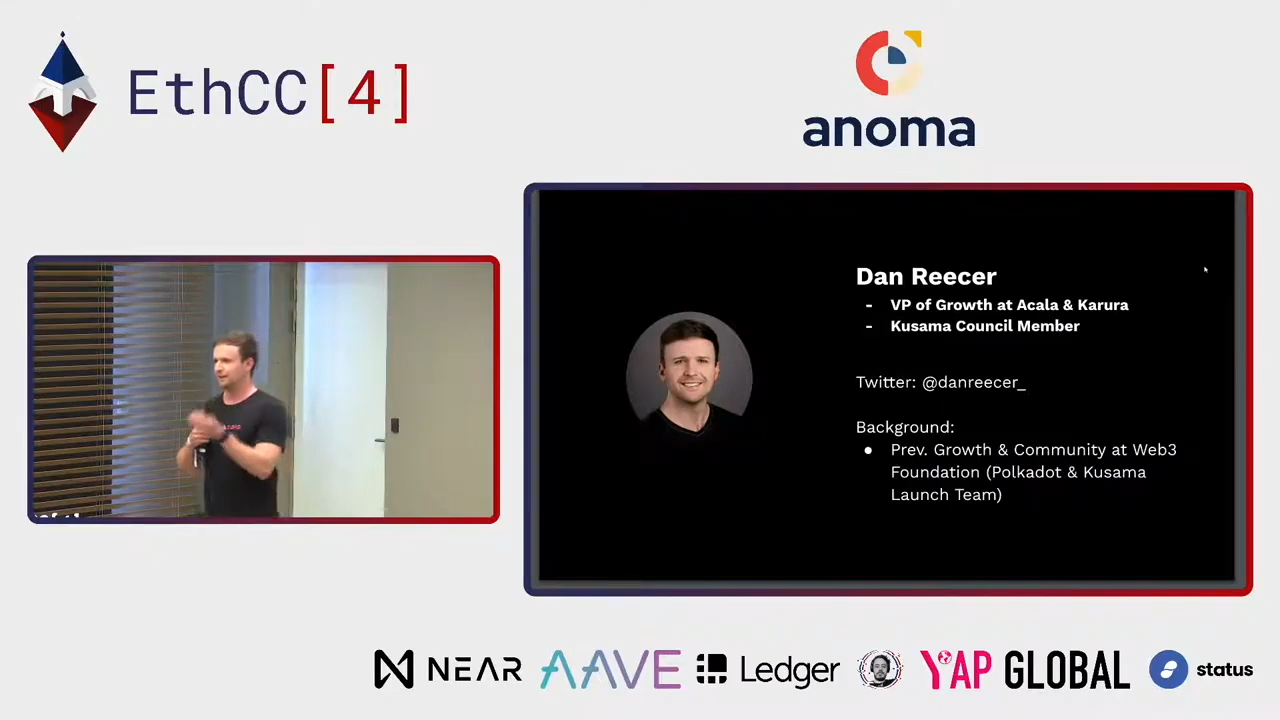 EthCC[4]
anoma
Dan Reecer
- VP of Growth at Acala & Karura
- Kusama Council Member
Twitter: @danreecer_
Background:
● Prev. Growth & Community at Web3
Foundation (Polkadot & Kusama
Launch Team)
NEAR
AAVE
Ledger
YAP GLOBAL
status